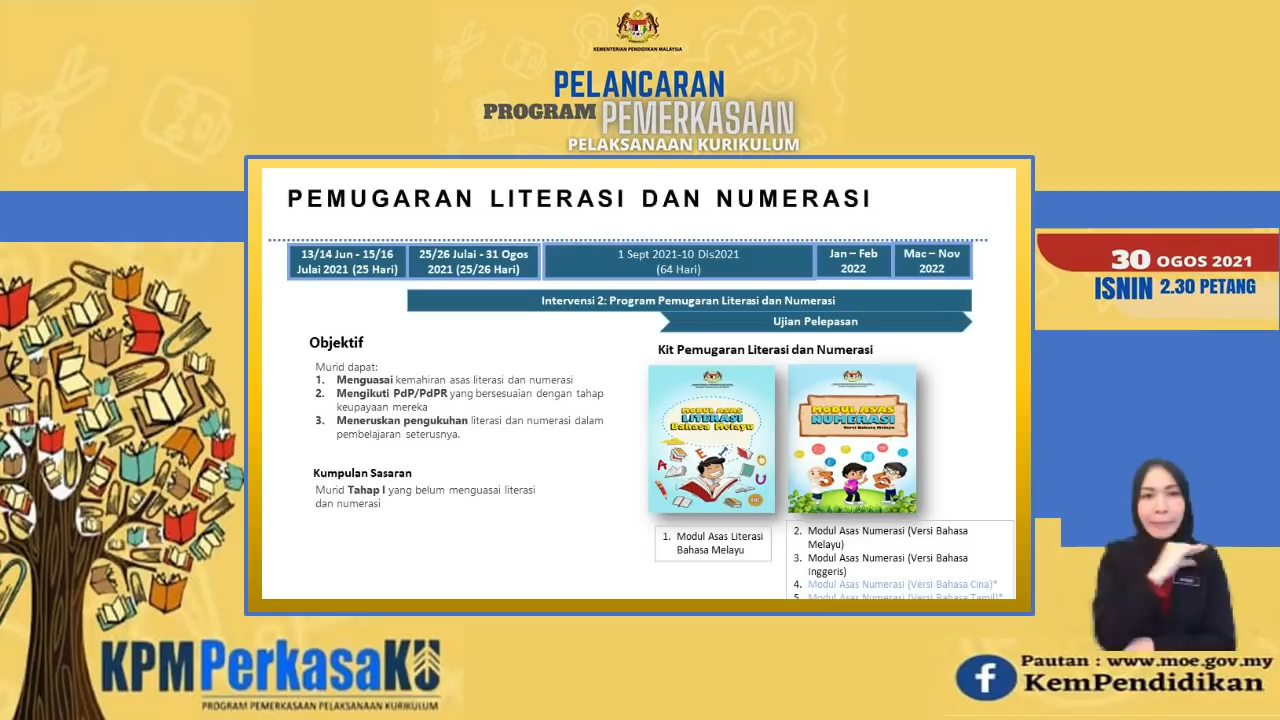 KEMENTERIAN PENDIDIKAN MALAYSIA
PELANCARAN
PROGRAM PEMERKASAAN
PELAKSANAAN KURIKULUM
PEMUGARAN LITERASI DAN NUMERASI
13/14 Jun - 15/16
Julai 2021 (25 Hari)
25/26 Julai - 31 Ogos
2021 (25/26 Hari)
1 Sept 2021-10 Dis2021
(64 Hari)
Jan – Feb
2022
Mac – Nov
2022
Intervensi 2: Program Pemugaran Literasi dan Numerasi
Ujian Pelepasan
Objektif
Murid dapat:
1. Menguasai kemahiran asas literasi dan numerasi
2. Mengikuti PdP/PdPR yang bersesuaian dengan tahap
keupayaan mereka
3. Meneruskan pengukuhan literasi dan numerasi dalam
pembelajaran seterusnya.
Kumpulan Sasaran
Murid Tahap I yang belum menguasai literasi
dan numerasi
Kit Pemugaran Literasi dan Numerasi
MODUL ASAS
LITERASI
Bahasa Melayu
A E I O U
MODUL ASAS
NUMERASI
Versi Bahasa Melayu
1. Modul Asas Literasi
Bahasa Melayu
2. Modul Asas Numerasi (Versi Bahasa
Melayu)
3. Modul Asas Numerasi (Versi Bahasa
Inggeris)
4. Modul Asas Numerasi (Versi Bahasa Cina)*
5. Modul Asas Numerasi (Versi Bahasa Tamil)*
30 OGOS 2021
ISNIN 2.30 PETANG
KPMPerkasaKU
PROGRAM PEMERKASAAN PELAKSANAAN KURIKULUM
f
Pautan : www.moe.gov.my
KemPendidikan